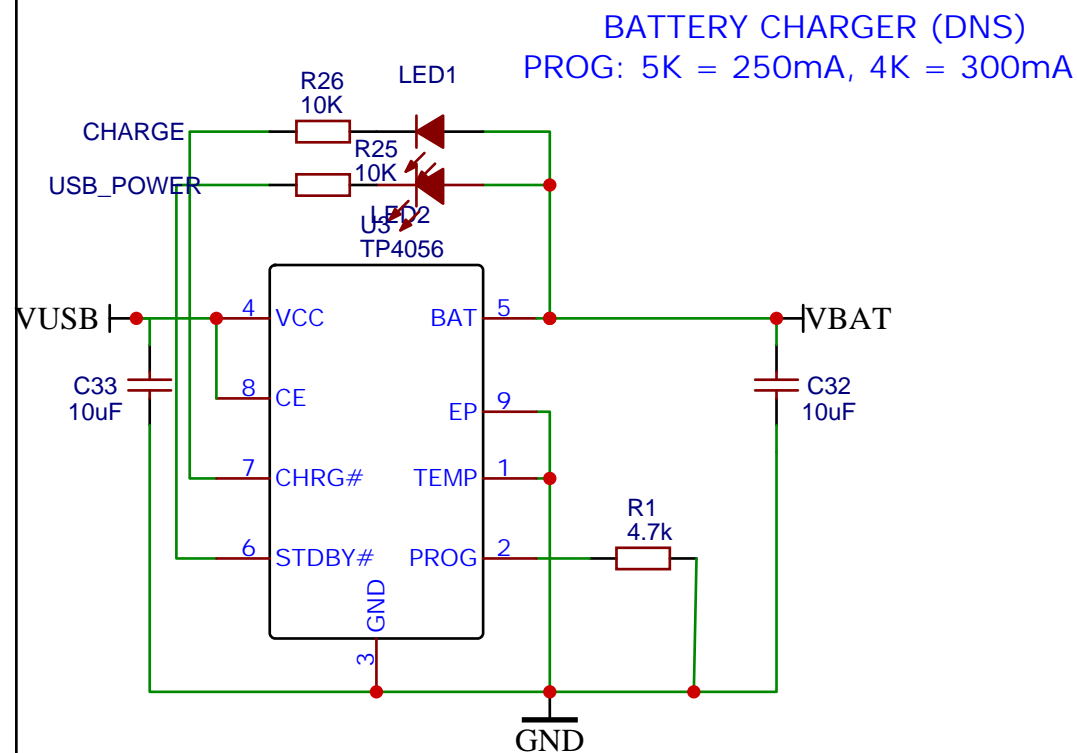 BATTERY CHARGER (DNS)
PROG: 5K = 250mA, 4K = 300mA
LED1
R26
10K
CHARGE
R25
10K
USB_POWER
LED2
U3
TP4056
VUSB
4
VCC
BAT
5
VBAT
C33
10uF
8
CE
EP
9
C32
10uF
7
CHRG#
TEMP
1
R1
4.7k
6
STDBY#
PROG
2
GND
3
GND